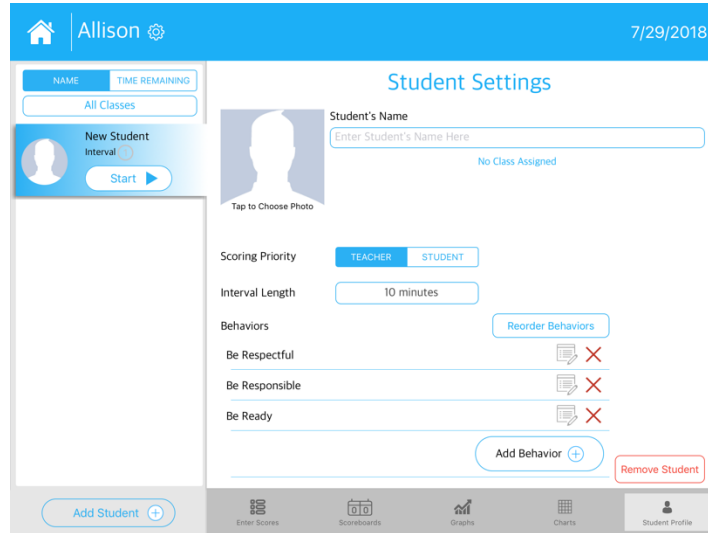 Allison
7/29/2018
NAME
TIME REMAINING
All Classes
New Student
Interval
Start
Add Student
Student Settings
Student's Name
Enter Student's Name Here
No Class Assigned
Tap to Choose Photo
Scoring Priority
TEACHER
STUDENT
Interval Length
10 minutes
Behaviors
Reorder Behaviors
Be Respectful
Be Responsible
Be Ready
Add Behavior
Remove Student
Enter Scores
Scoreboards
Graphs
Charts
Student Profile